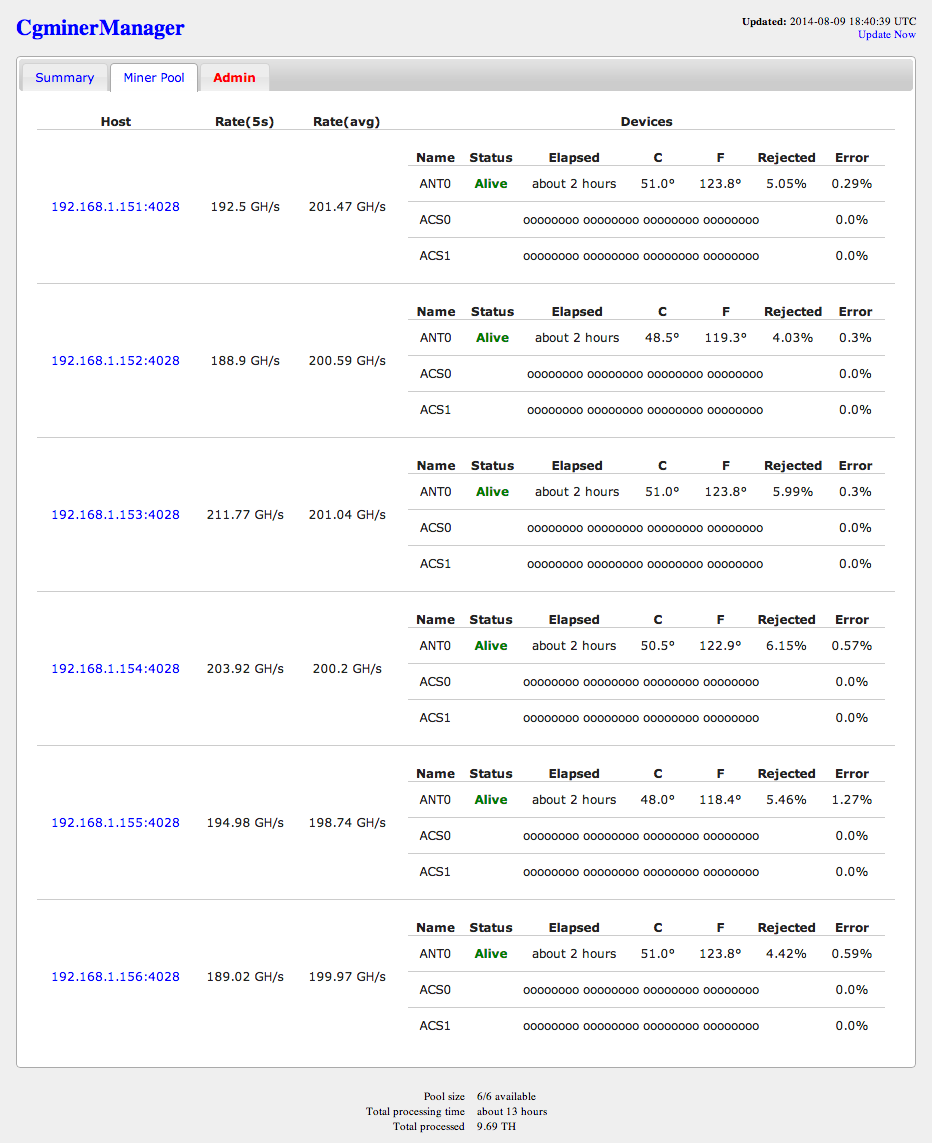 CgminerManager
Updated: 2014-08-09 18:40:39 UTC
Update Now
Summary Miner Pool Admin
Host Rate(5s) Rate(avg) Devices
Name Status Elapsed C F Rejected Error
ANT0 Alive about 2 hours 51.0° 123.8° 5.05% 0.29%
192.168.1.151:4028 192.5 GH/s 201.47 GH/s
ACS0 oooooooo oooooooo oooooooo oooooooo 0.0%
ACS1 oooooooo oooooooo oooooooo oooooooo 0.0%
Name Status Elapsed C F Rejected Error
ANT0 Alive about 2 hours 48.5° 119.3° 4.03% 0.3%
192.168.1.152:4028 188.9 GH/s 200.59 GH/s
ACS0 oooooooo oooooooo oooooooo oooooooo 0.0%
ACS1 oooooooo oooooooo oooooooo oooooooo 0.0%
Name Status Elapsed C F Rejected Error
ANT0 Alive about 2 hours 51.0° 123.8° 5.99% 0.3%
192.168.1.153:4028 211.77 GH/s 201.04 GH/s
ACS0 oooooooo oooooooo oooooooo oooooooo 0.0%
ACS1 oooooooo oooooooo oooooooo oooooooo 0.0%
Name Status Elapsed C F Rejected Error
ANT0 Alive about 2 hours 50.5° 122.9° 6.15% 0.57%
192.168.1.154:4028 203.92 GH/s 200.2 GH/s
ACS0 oooooooo oooooooo oooooooo oooooooo 0.0%
ACS1 oooooooo oooooooo oooooooo oooooooo 0.0%
Name Status Elapsed C F Rejected Error
ANT0 Alive about 2 hours 48.0° 118.4° 5.46% 1.27%
192.168.1.155:4028 194.98 GH/s 198.74 GH/s
ACS0 oooooooo oooooooo oooooooo oooooooo 0.0%
ACS1 oooooooo oooooooo oooooooo oooooooo 0.0%
Name Status Elapsed C F Rejected Error
ANT0 Alive about 2 hours 51.0° 123.8° 4.42% 0.59%
192.168.1.156:4028 189.02 GH/s 199.97 GH/s
ACS0 oooooooo oooooooo oooooooo oooooooo 0.0%
ACS1 oooooooo oooooooo oooooooo oooooooo 0.0%
Pool size 6/6 available
Total processing time about 13 hours
Total processed 9.69 TH